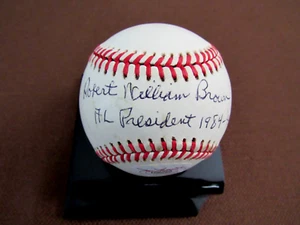 Robert William Brown
AL President 1984-